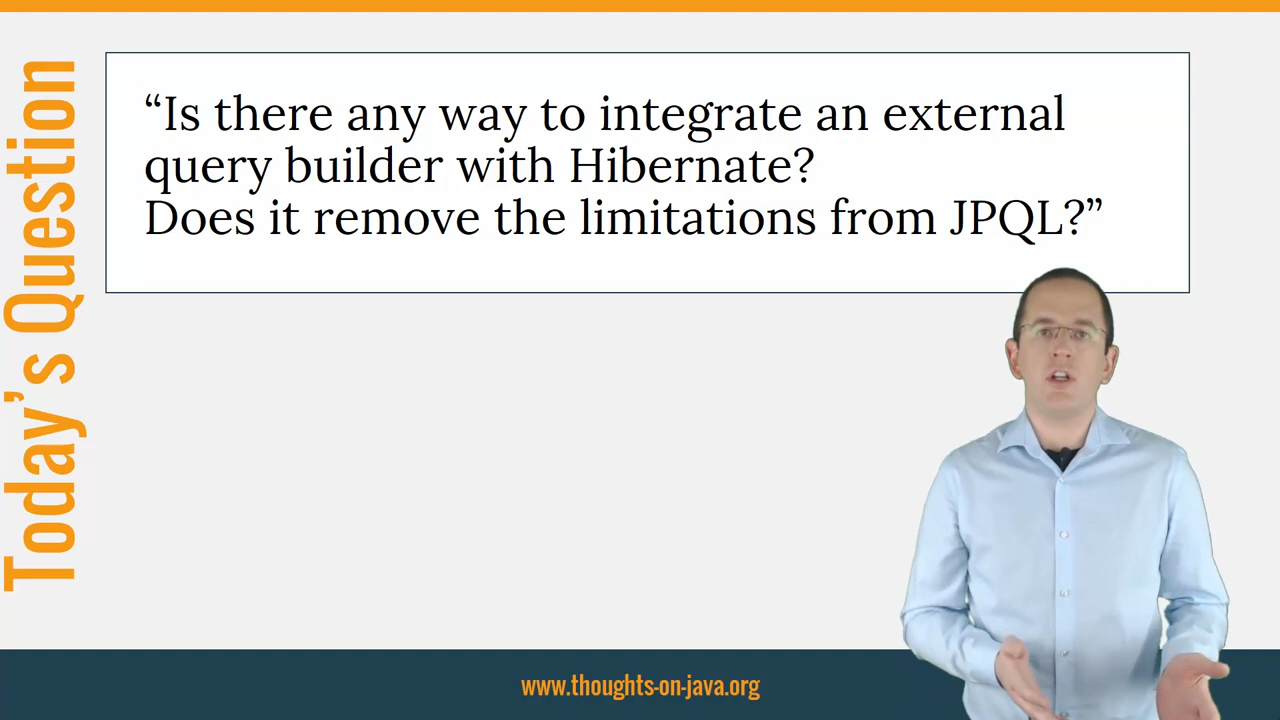 Today's Question
“Is there any way to integrate an external
query builder with Hibernate?
Does it remove the limitations from JPQL?”
www.thoughts-on-java.org